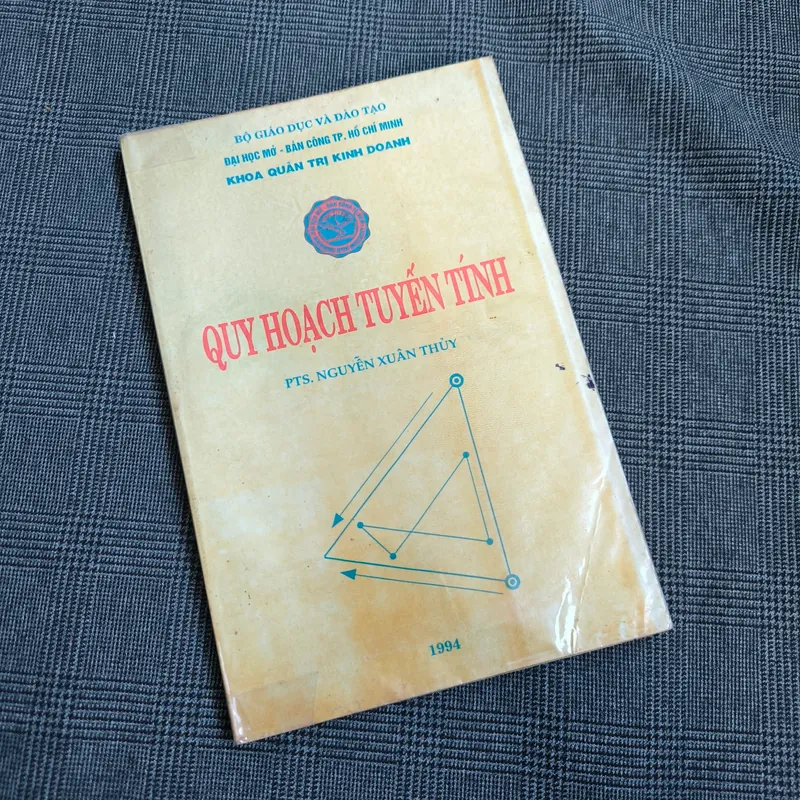 BỘ GIÁO DỤC VÀ ĐÀO TẠO
ĐẠI HỌC MỞ - BÁN CÔNG TP. HỒ CHÍ MINH
KHOA QUẢN TRỊ KINH DOANH
QUY HOẠCH TUYẾN TÍNH
PTS. NGUYỄN XUÂN THỦY
1994